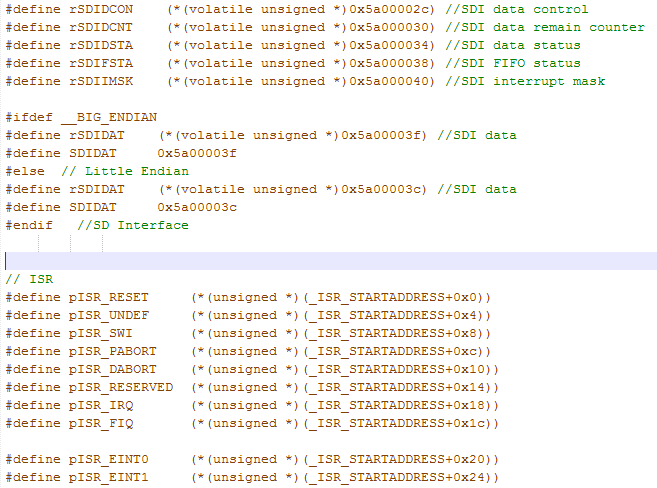 #define rSDIDCON    (*(volatile unsigned *)0x5a00002c) //SDI data control
#define rSDIDCNT    (*(volatile unsigned *)0x5a000030) //SDI data remain counter
#define rSDIDSTA    (*(volatile unsigned *)0x5a000034) //SDI data status
#define rSDIFSTA    (*(volatile unsigned *)0x5a000038) //SDI FIFO status
#define rSDIIMSK    (*(volatile unsigned *)0x5a000040) //SDI interrupt mask
#ifdef __BIG_ENDIAN
#define rSDIDAT    (*(volatile unsigned *)0x5a00003f) //SDI data
#define SDIDAT     0x5a00003f
#else  // Little Endian
#define rSDIDAT    (*(volatile unsigned *)0x5a00003c) //SDI data
#define SDIDAT     0x5a00003c
#endif   //SD Interface
// ISR
#define pISR_RESET     (*(unsigned *)(_ISR_STARTADDRESS+0x0))
#define pISR_UNDEF     (*(unsigned *)(_ISR_STARTADDRESS+0x4))
#define pISR_SWI       (*(unsigned *)(_ISR_STARTADDRESS+0x8))
#define pISR_PABORT    (*(unsigned *)(_ISR_STARTADDRESS+0xc))
#define pISR_DABORT    (*(unsigned *)(_ISR_STARTADDRESS+0x10))
#define pISR_RESERVED  (*(unsigned *)(_ISR_STARTADDRESS+0x14))
#define pISR_IRQ       (*(unsigned *)(_ISR_STARTADDRESS+0x18))
#define pISR_FIQ       (*(unsigned *)(_ISR_STARTADDRESS+0x1c))
#define pISR_EINT0     (*(unsigned *)(_ISR_STARTADDRESS+0x20))
#define pISR_EINT1     (*(unsigned *)(_ISR_STARTADDRESS+0x24))